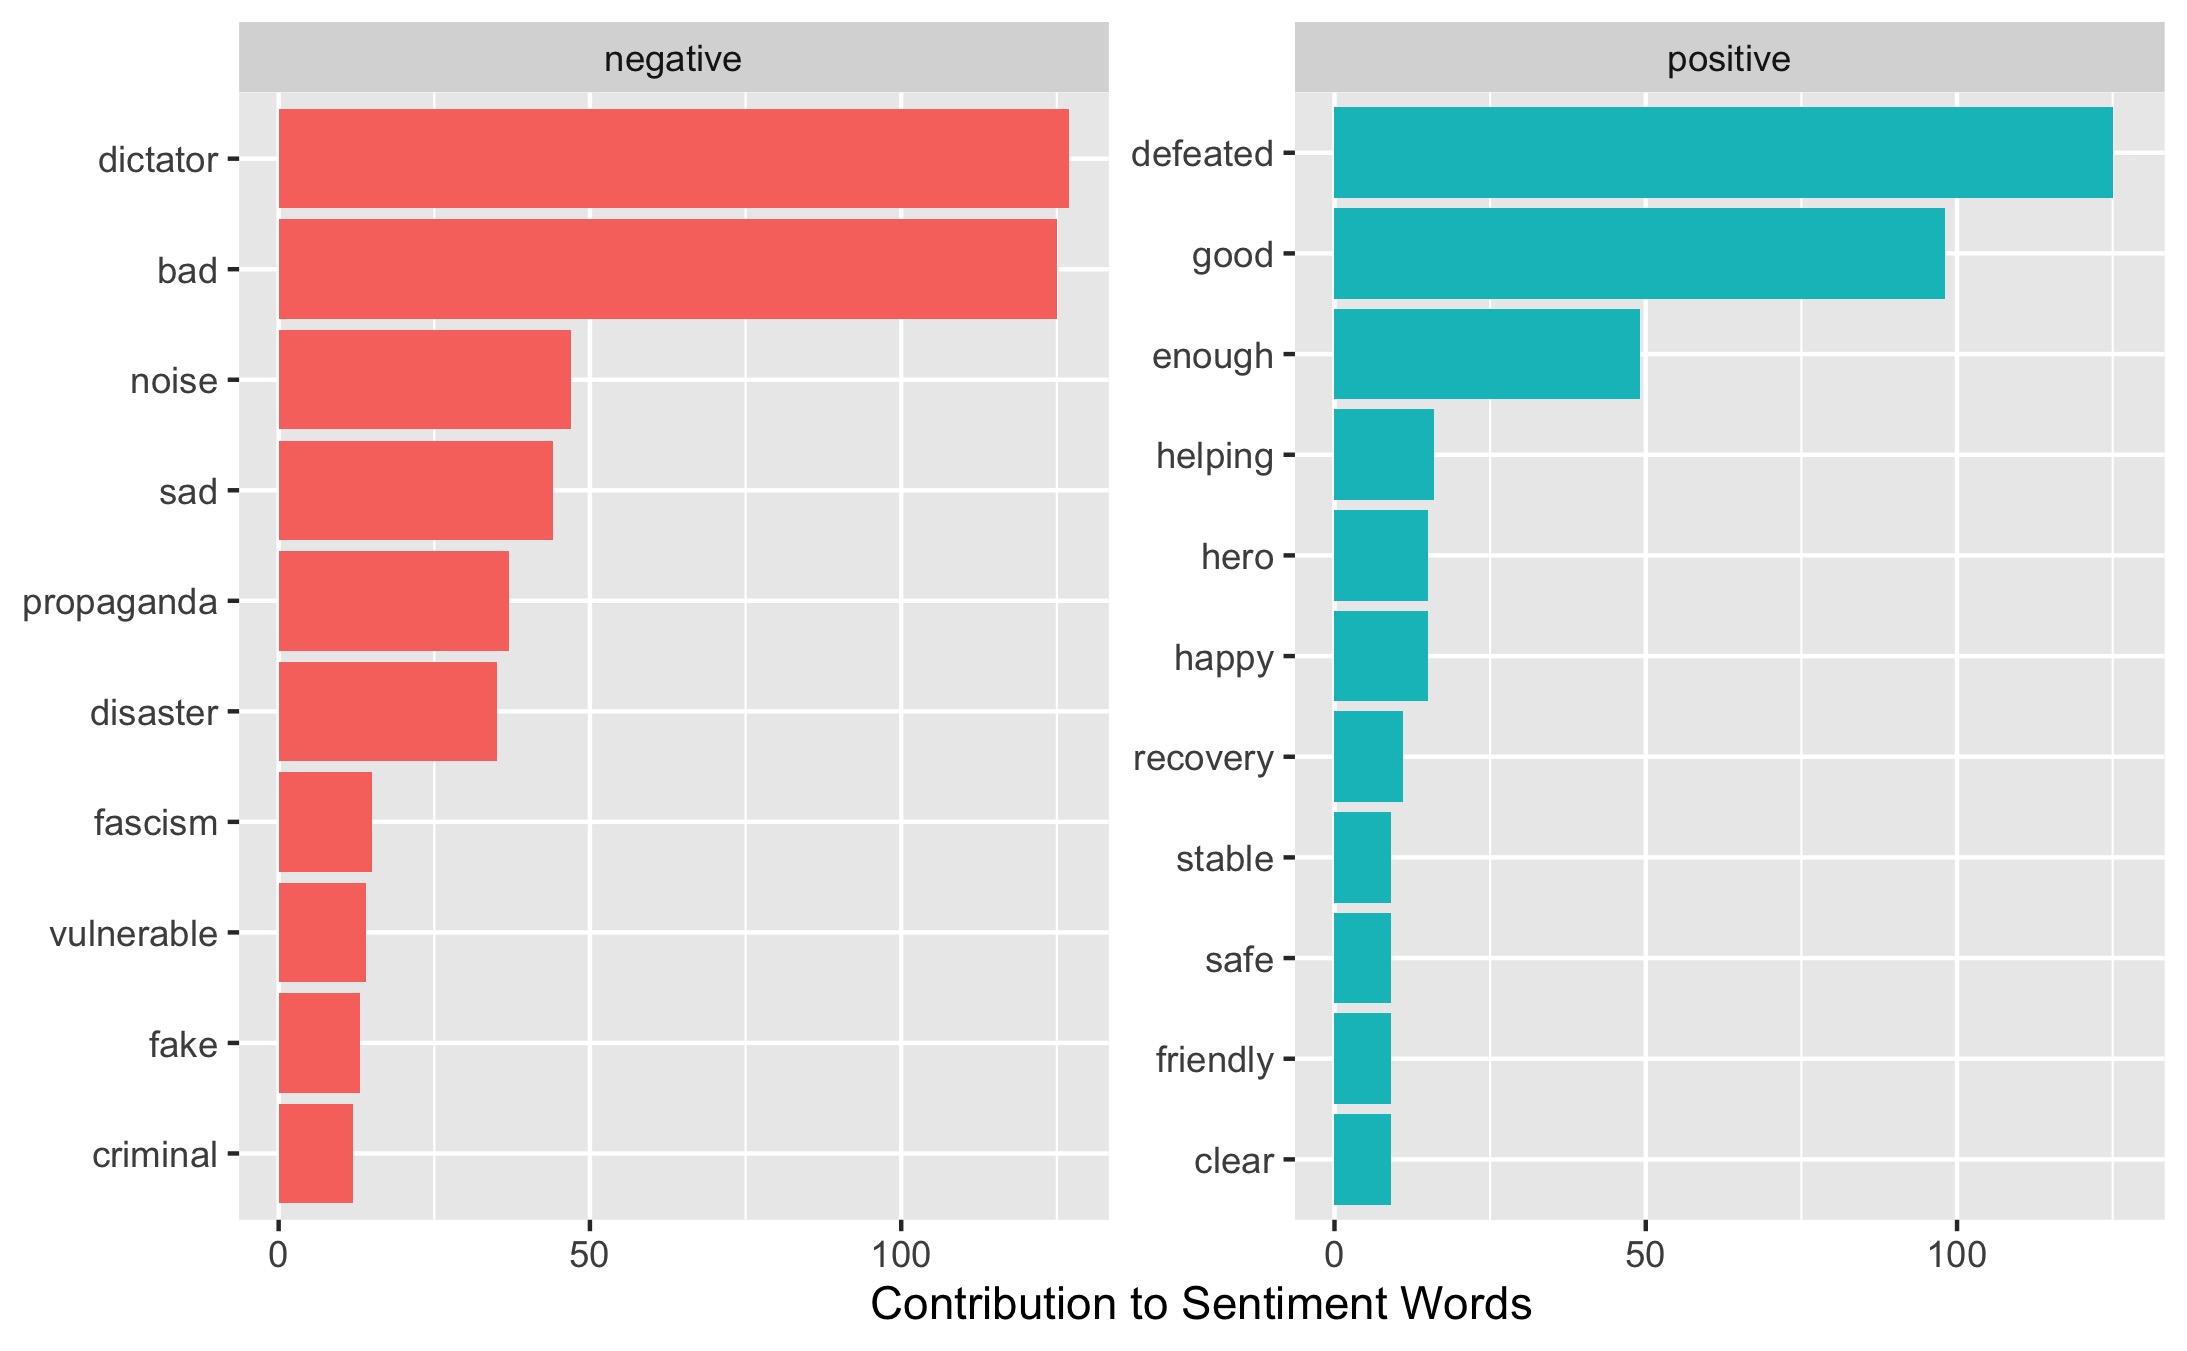 negative
dictator
bad
noise
sad
propaganda
disaster
fascism
vulnerable
fake
criminal
0 50 100
positive
defeated
good
enough
helping
hero
happy
recovery
stable
safe
friendly
clear
0 50 100
Contribution to Sentiment Words